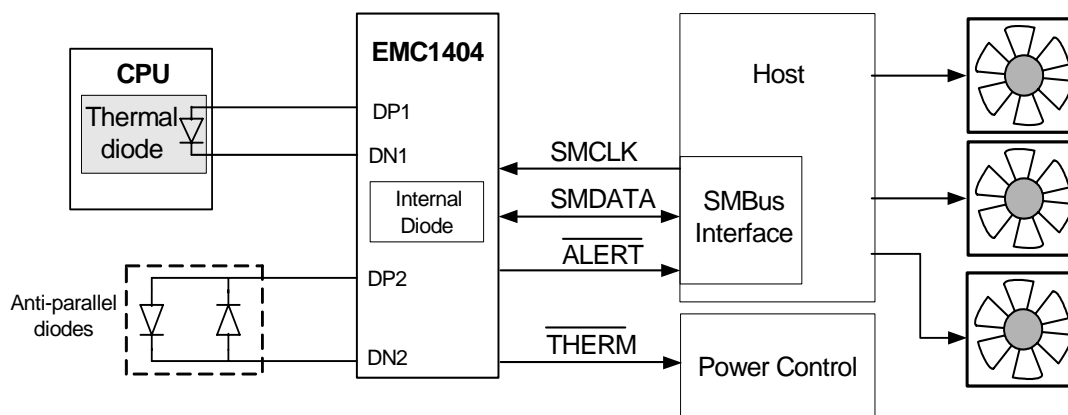 CPU
Thermal
diode
EMC1404
DP1
DN1
Internal
Diode
DP2
DN2
Anti-parallel
diodes
SMCLK
SMDATA
ALERT
THERM
Host
SMBus
Interface
Power Control